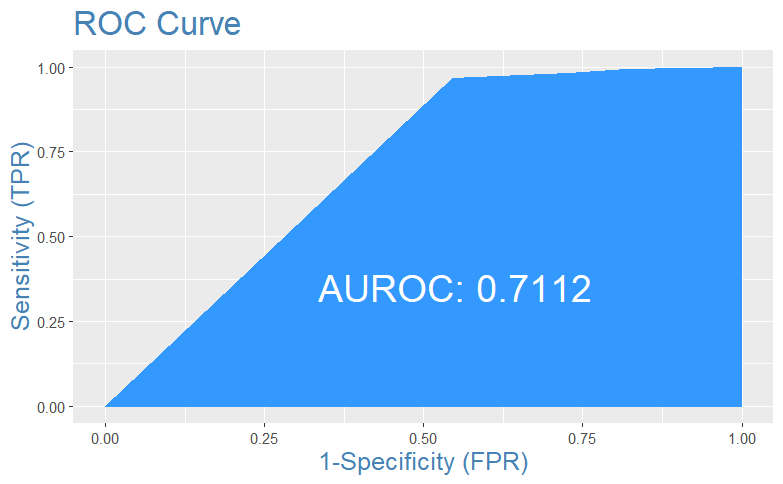 ROC Curve
1.00
0.75
0.50
0.25
0.00
Sensitivity (TPR)
AUROC: 0.7112
0.00 0.25 0.50 0.75 1.00
1-Specificity (FPR)